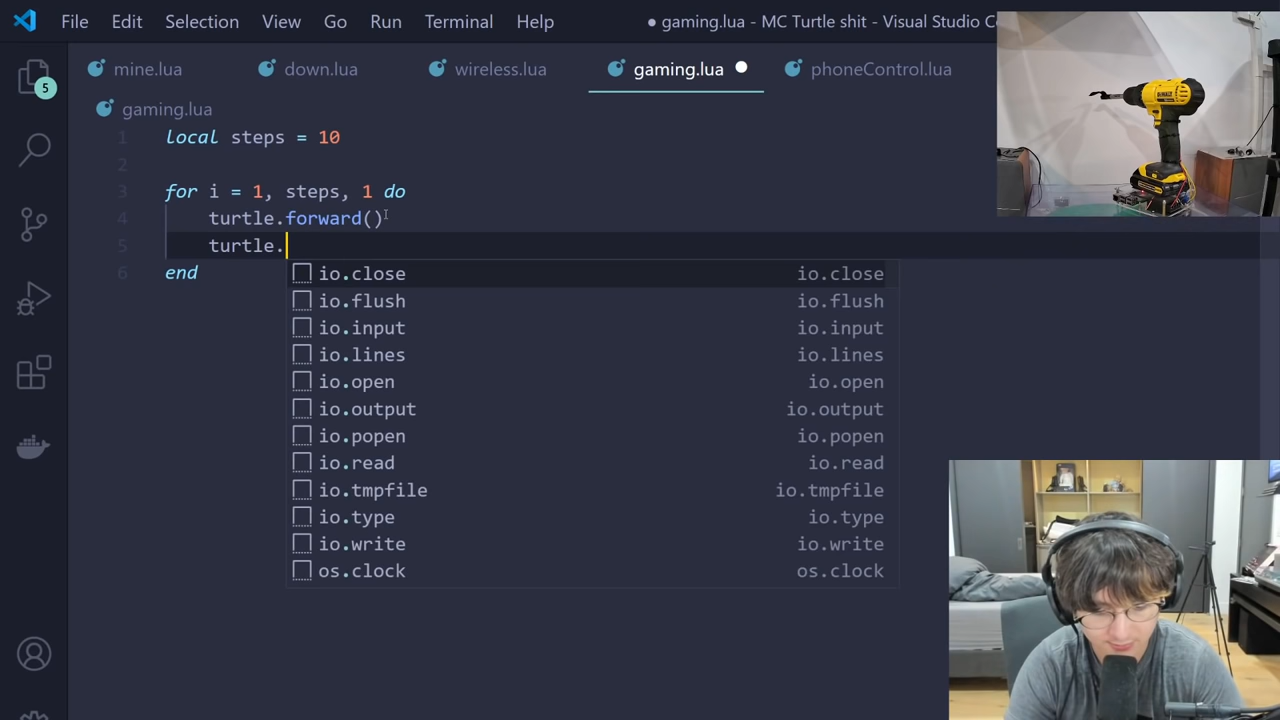 File Edit Selection View Go Run Terminal Help ● gaming.lua - MC Turtle shit - Visual Studio
5
mine.lua down.lua wireless.lua gaming.lua phoneControl.lua
gaming.lua
1 local steps = 10
2
3 for i = 1, steps, 1 do
4 turtle.forward()
5 turtle.
6 end
io.close io.close
io.flush io.flush
io.input io.input
io.lines io.lines
io.open io.open
io.output io.output
io.popen io.popen
io.read io.read
io.tmpfile io.tmpfile
io.type io.type
io.write io.write
os.clock os.clock